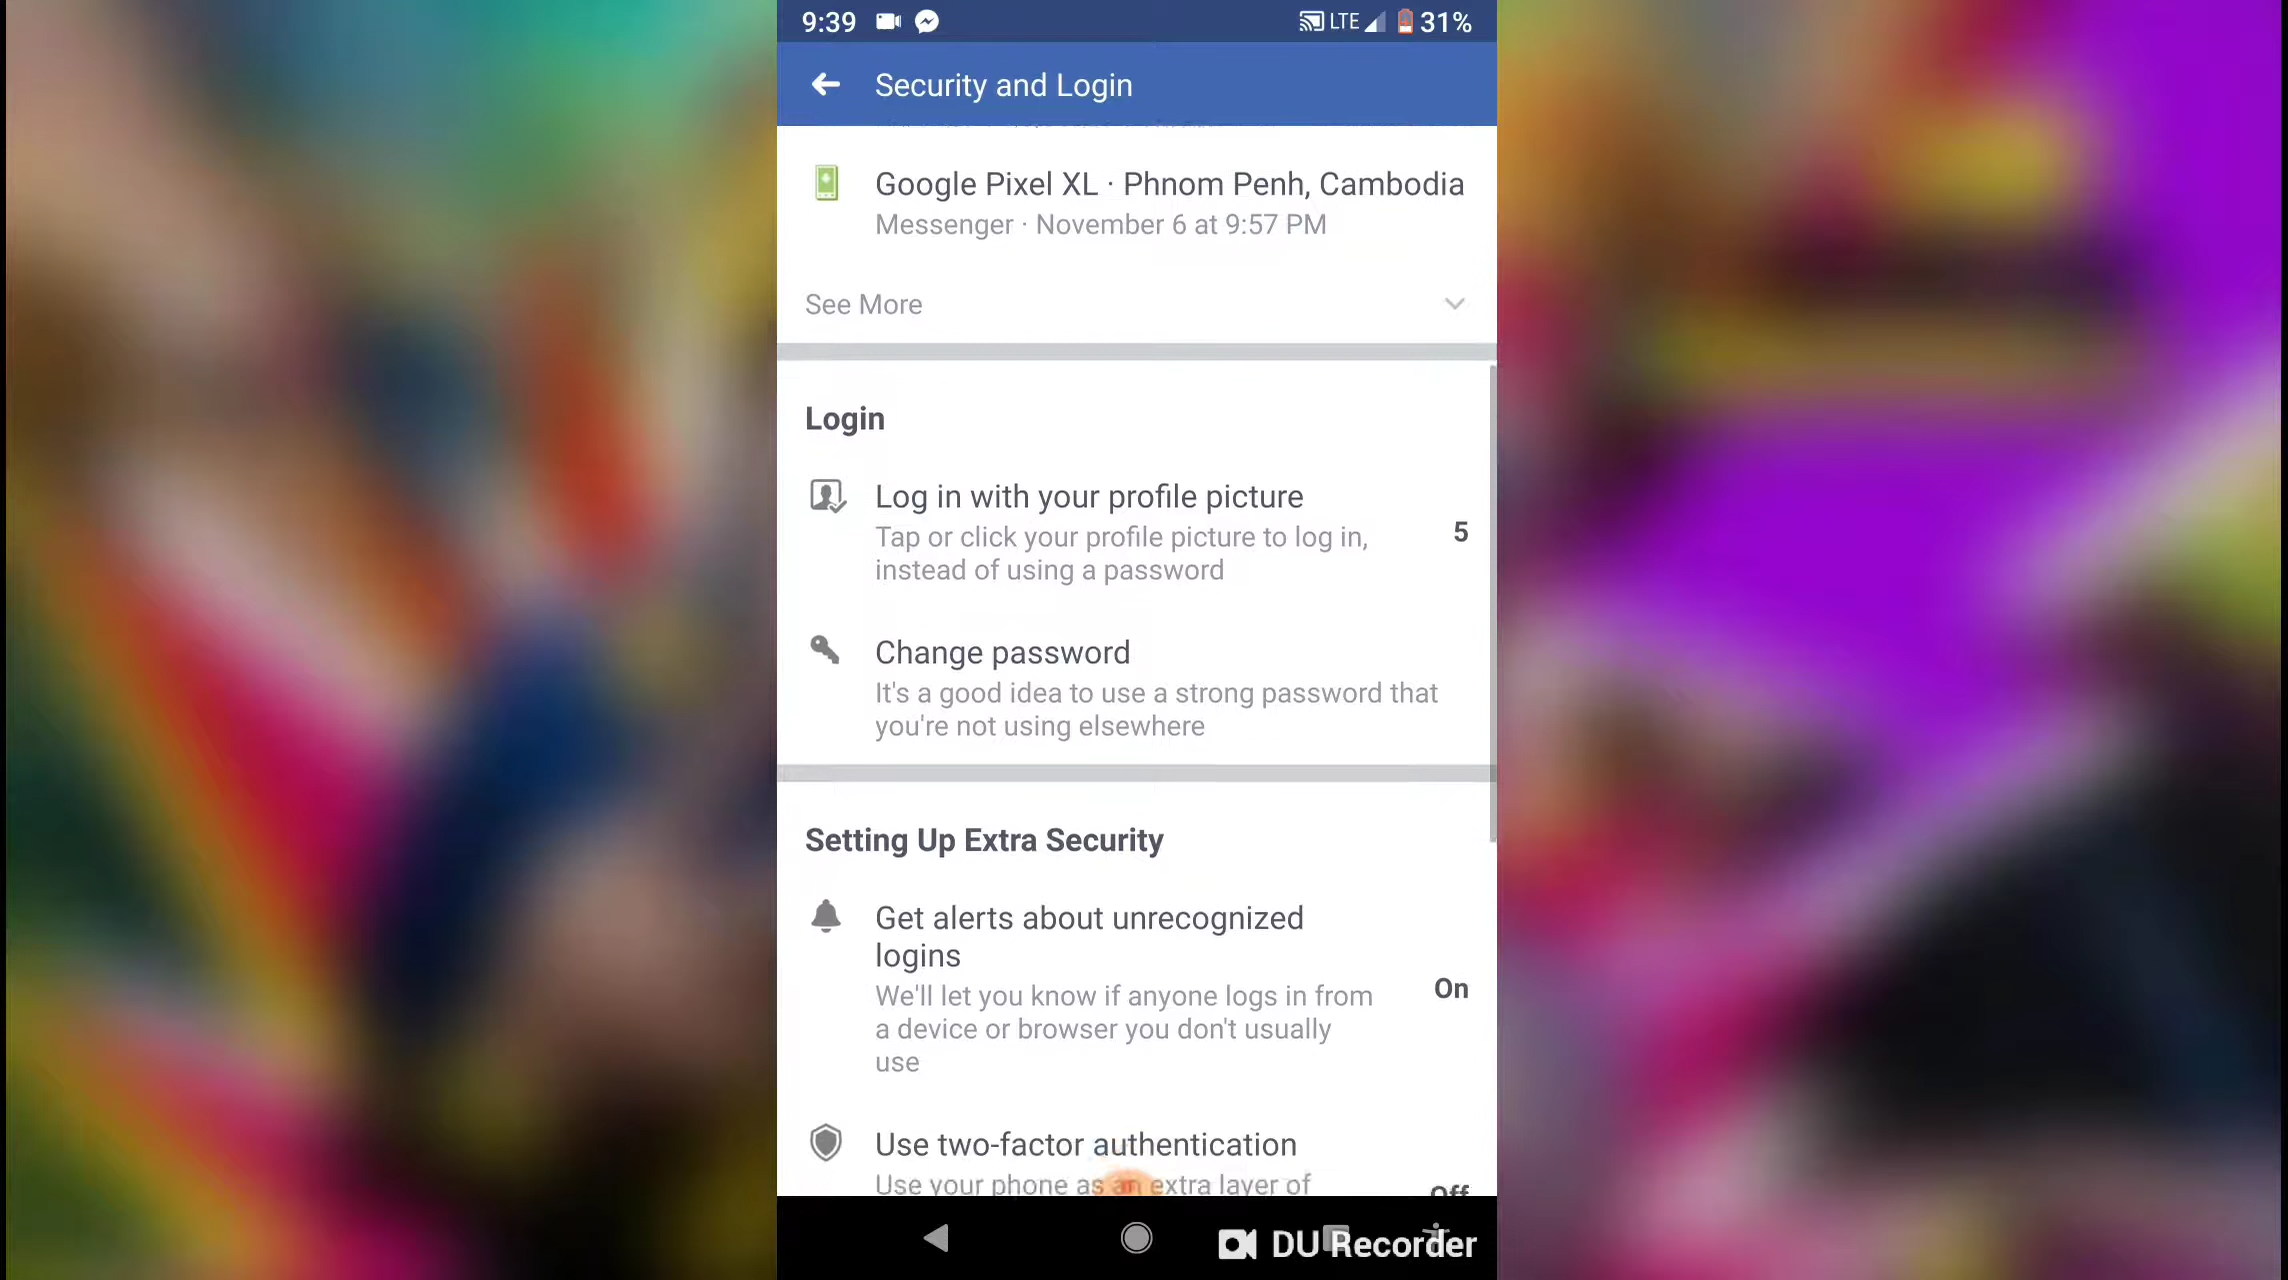 9:39 LTE 31%
Security and Login
Google Pixel XL · Phnom Penh, Cambodia
Messenger · November 6 at 9:57 PM
See More
Login
Log in with your profile picture
Tap or click your profile picture to log in,
instead of using a password
5
Change password
It's a good idea to use a strong password that
you're not using elsewhere
Setting Up Extra Security
Get alerts about unrecognized
logins
We'll let you know if anyone logs in from
a device or browser you don't usually
use
On
Use two-factor authentication
Use your phone as an extra layer of
Off
DU Recorder